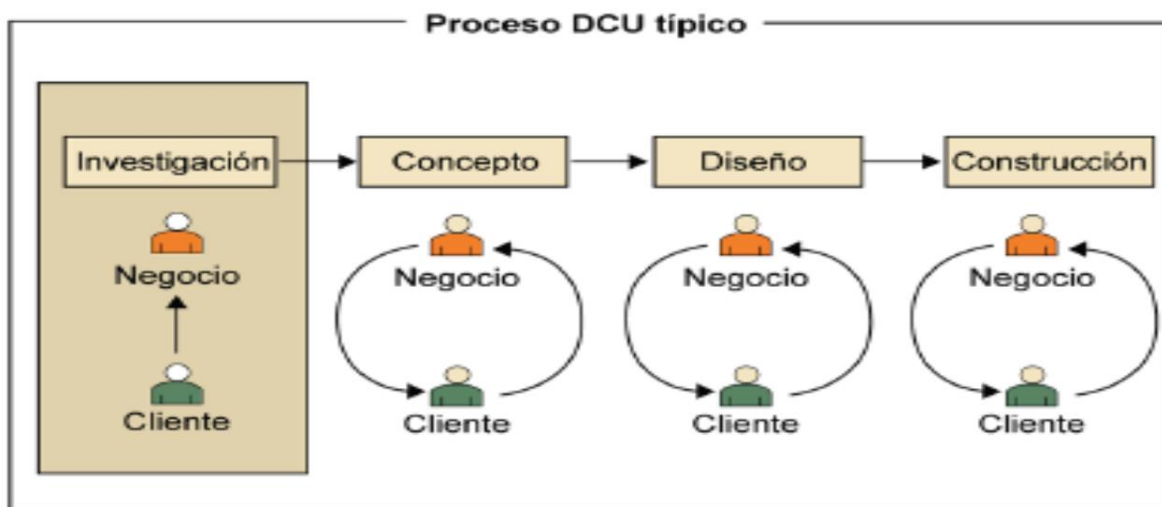 Proceso DCU típico
Investigación
Concepto
Diseño
Construcción
Negocio
Negocio
Negocio
Negocio
Cliente
Cliente
Cliente
Cliente